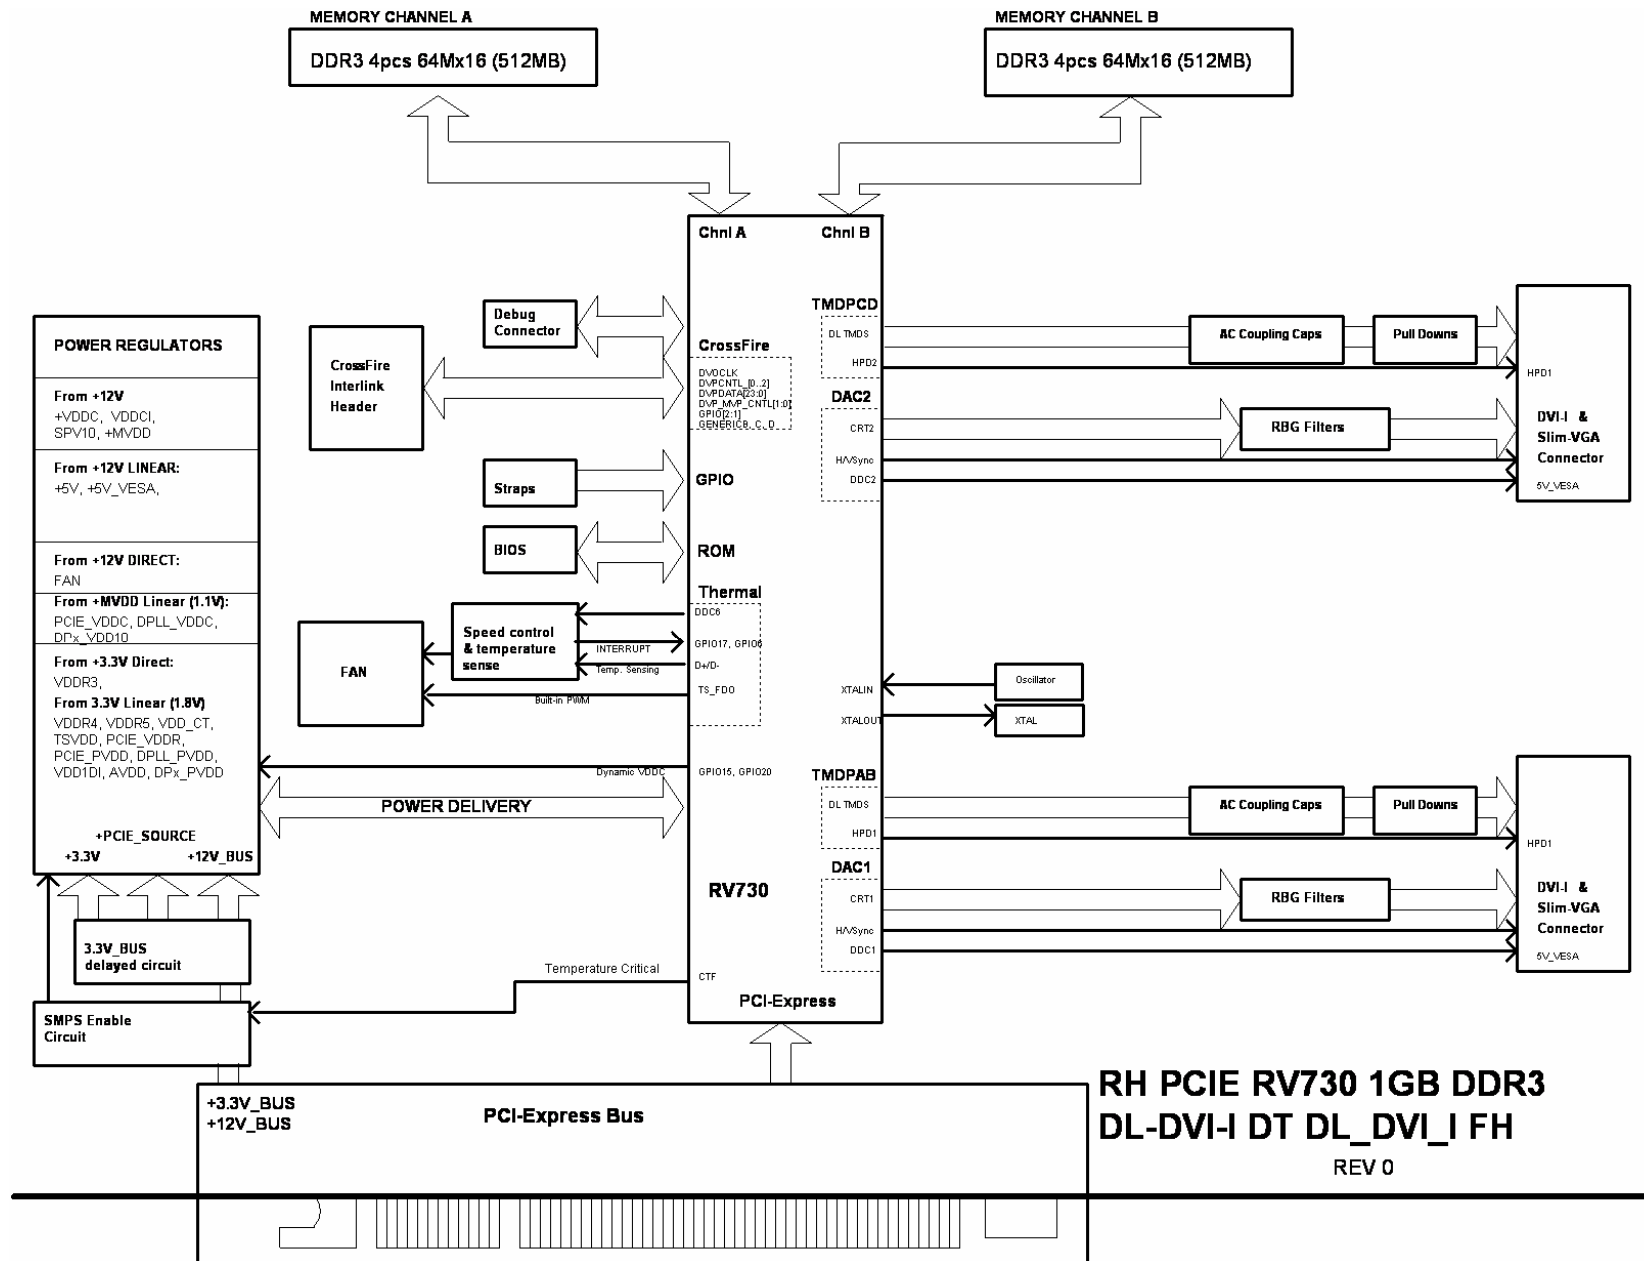 MEMORY CHANNEL A
DDR3 4pcs 64Mx16 (512MB)
MEMORY CHANNEL B
DDR3 4pcs 64Mx16 (512MB)
Chnl A
Chnl B
POWER REGULATORS
From +12V
+VDDC, VDDCI,
SPV10, +MVDD
From +12V LINEAR:
+5V, +5V_VESA,
From +12V DIRECT:
FAN
From +MVDD Linear (1.1V):
PCIE_VDDC, DPLL_VDDC,
DPx_VDD10
From +3.3V Direct:
VDDR3,
From 3.3V Linear (1.8V)
VDDR4, VDDR5, VDD_CT,
TSVDD, PCIE_VDDR,
PCIE_PVDD, DPLL_PVDD,
VDD1DI, AVDD, DPx_PVDD
+PCIE_SOURCE
+3.3V
+12V_BUS
3.3V_BUS
delayed circuit
SMPS Enable
Circuit
CrossFire
Interlink
Header
Debug
Connector
Straps
BIOS
FAN
Speed control
& temperature
sense
INTERRUPT
Temp. Sensing
Built-in PWM
Dynamic VDDC
POWER DELIVERY
Temperature Critical
CrossFire
DVOCLK
DVPCNTL_[0..2]
DVPDATA[23:0]
DVP_MVP_CNTL[1:0]
GPIO[2:1]
GENERICB, C, D
GPIO
ROM
Thermal
DDC6
GPIO17, GPIO6
D+/D-
TS_FDO
GPIO15, GPIO20
RV730
CTF
PCI-Express
TMDPCD
DL TMDS
HPD2
DAC2
CRT2
H/VSync
DDC2
XTALIN
XTALOUT
TMDPAB
DL TMDS
HPD1
DAC1
CRT1
H/VSync
DDC1
AC Coupling Caps
Pull Downs
RBG Filters
HPD1
DVI-I &
Slim-VGA
Connector
5V_VESA
Oscillator
XTAL
AC Coupling Caps
Pull Downs
RBG Filters
HPD1
DVI-I &
Slim-VGA
Connector
5V_VESA
+3.3V_BUS
+12V_BUS
PCI-Express Bus
RH PCIE RV730 1GB DDR3
DL-DVI-I DT DL_DVI_I FH
REV 0